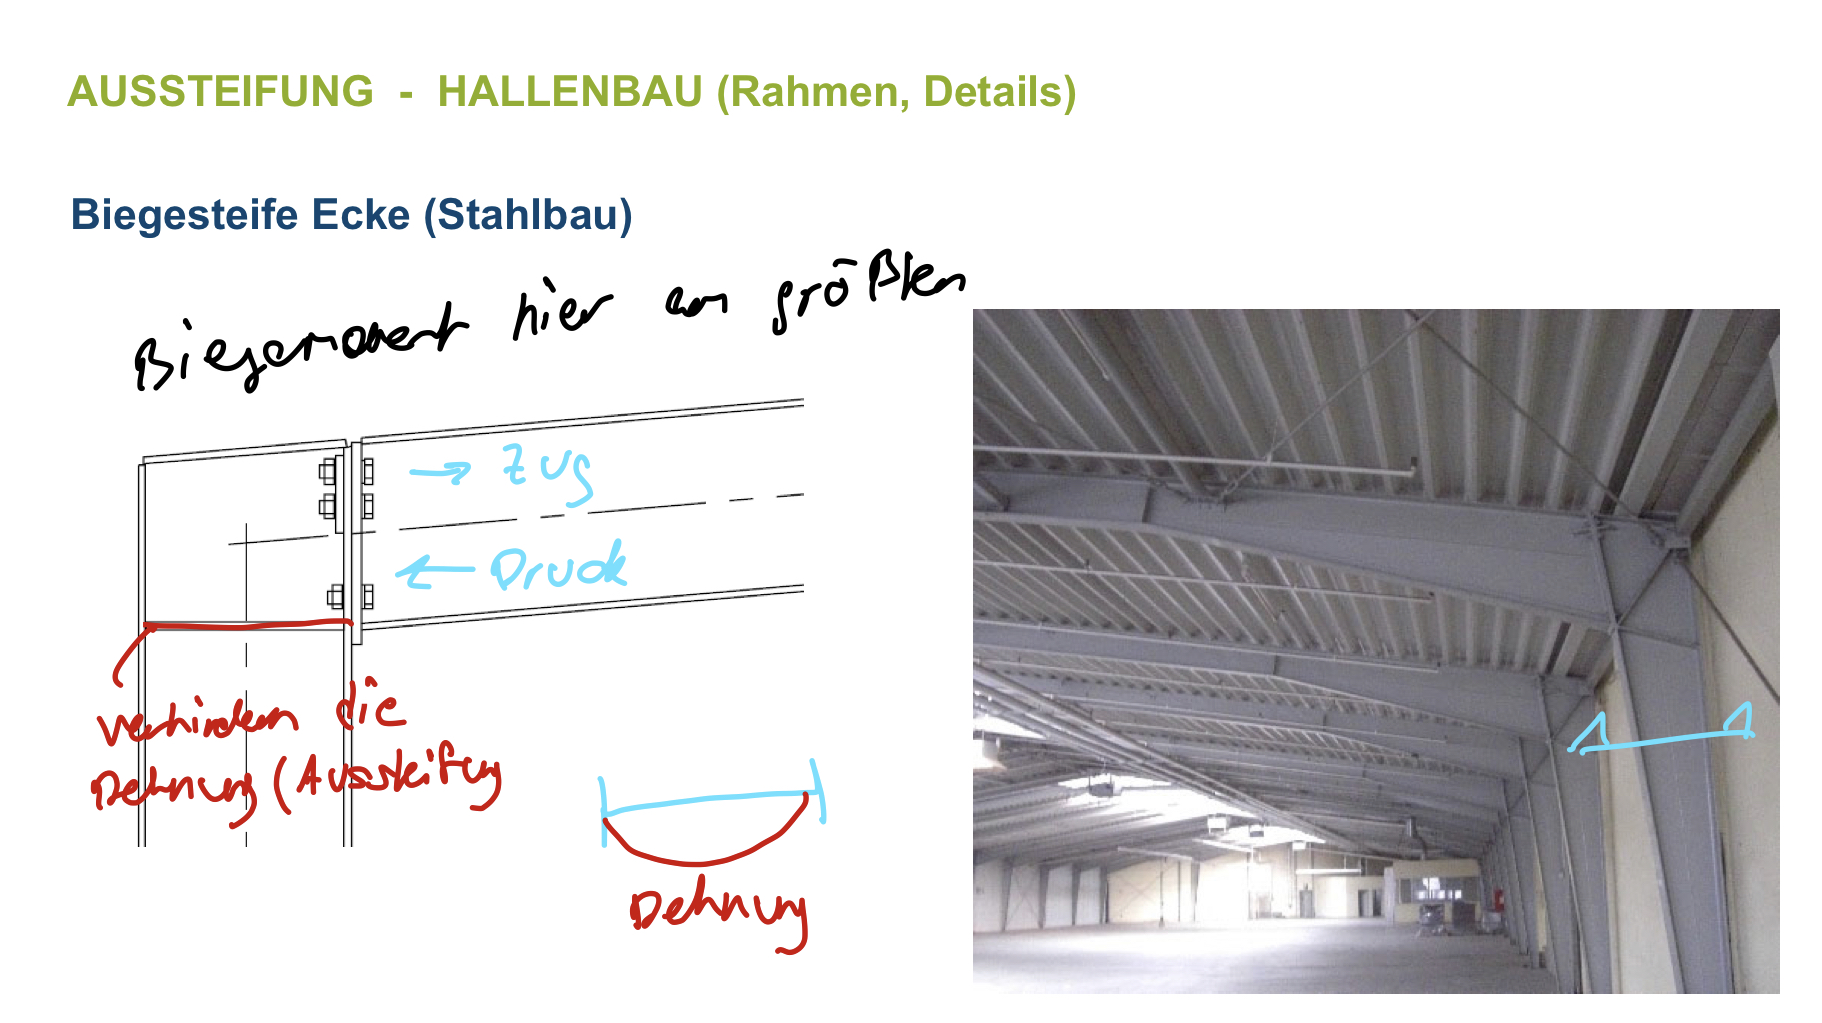 AUSSTEIFUNG - HALLENBAU (Rahmen, Details)
Biegesteife Ecke (Stahlbau)
Biegemoment hier am größten
Zug
Druck
verhindern die
Dehnung (Aussteifung
Dehnung